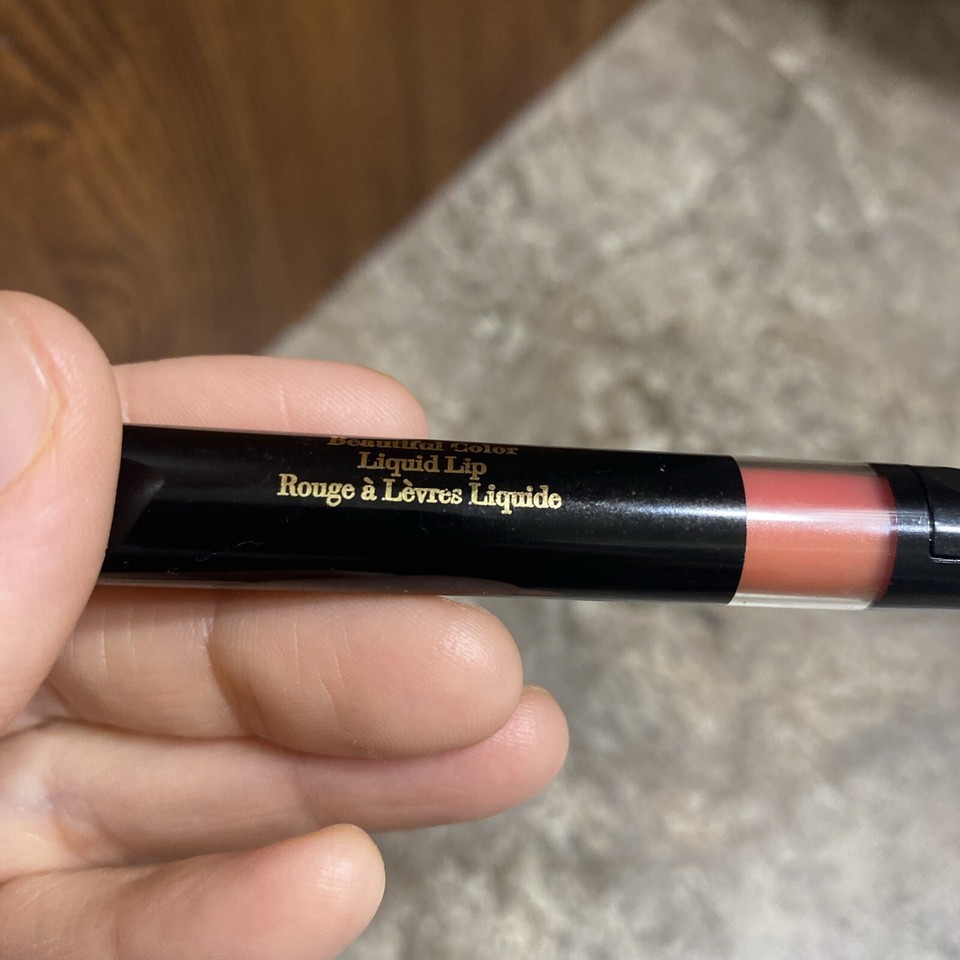 Beautiful Color
Liquid Lip
Rouge à Lèvres Liquide